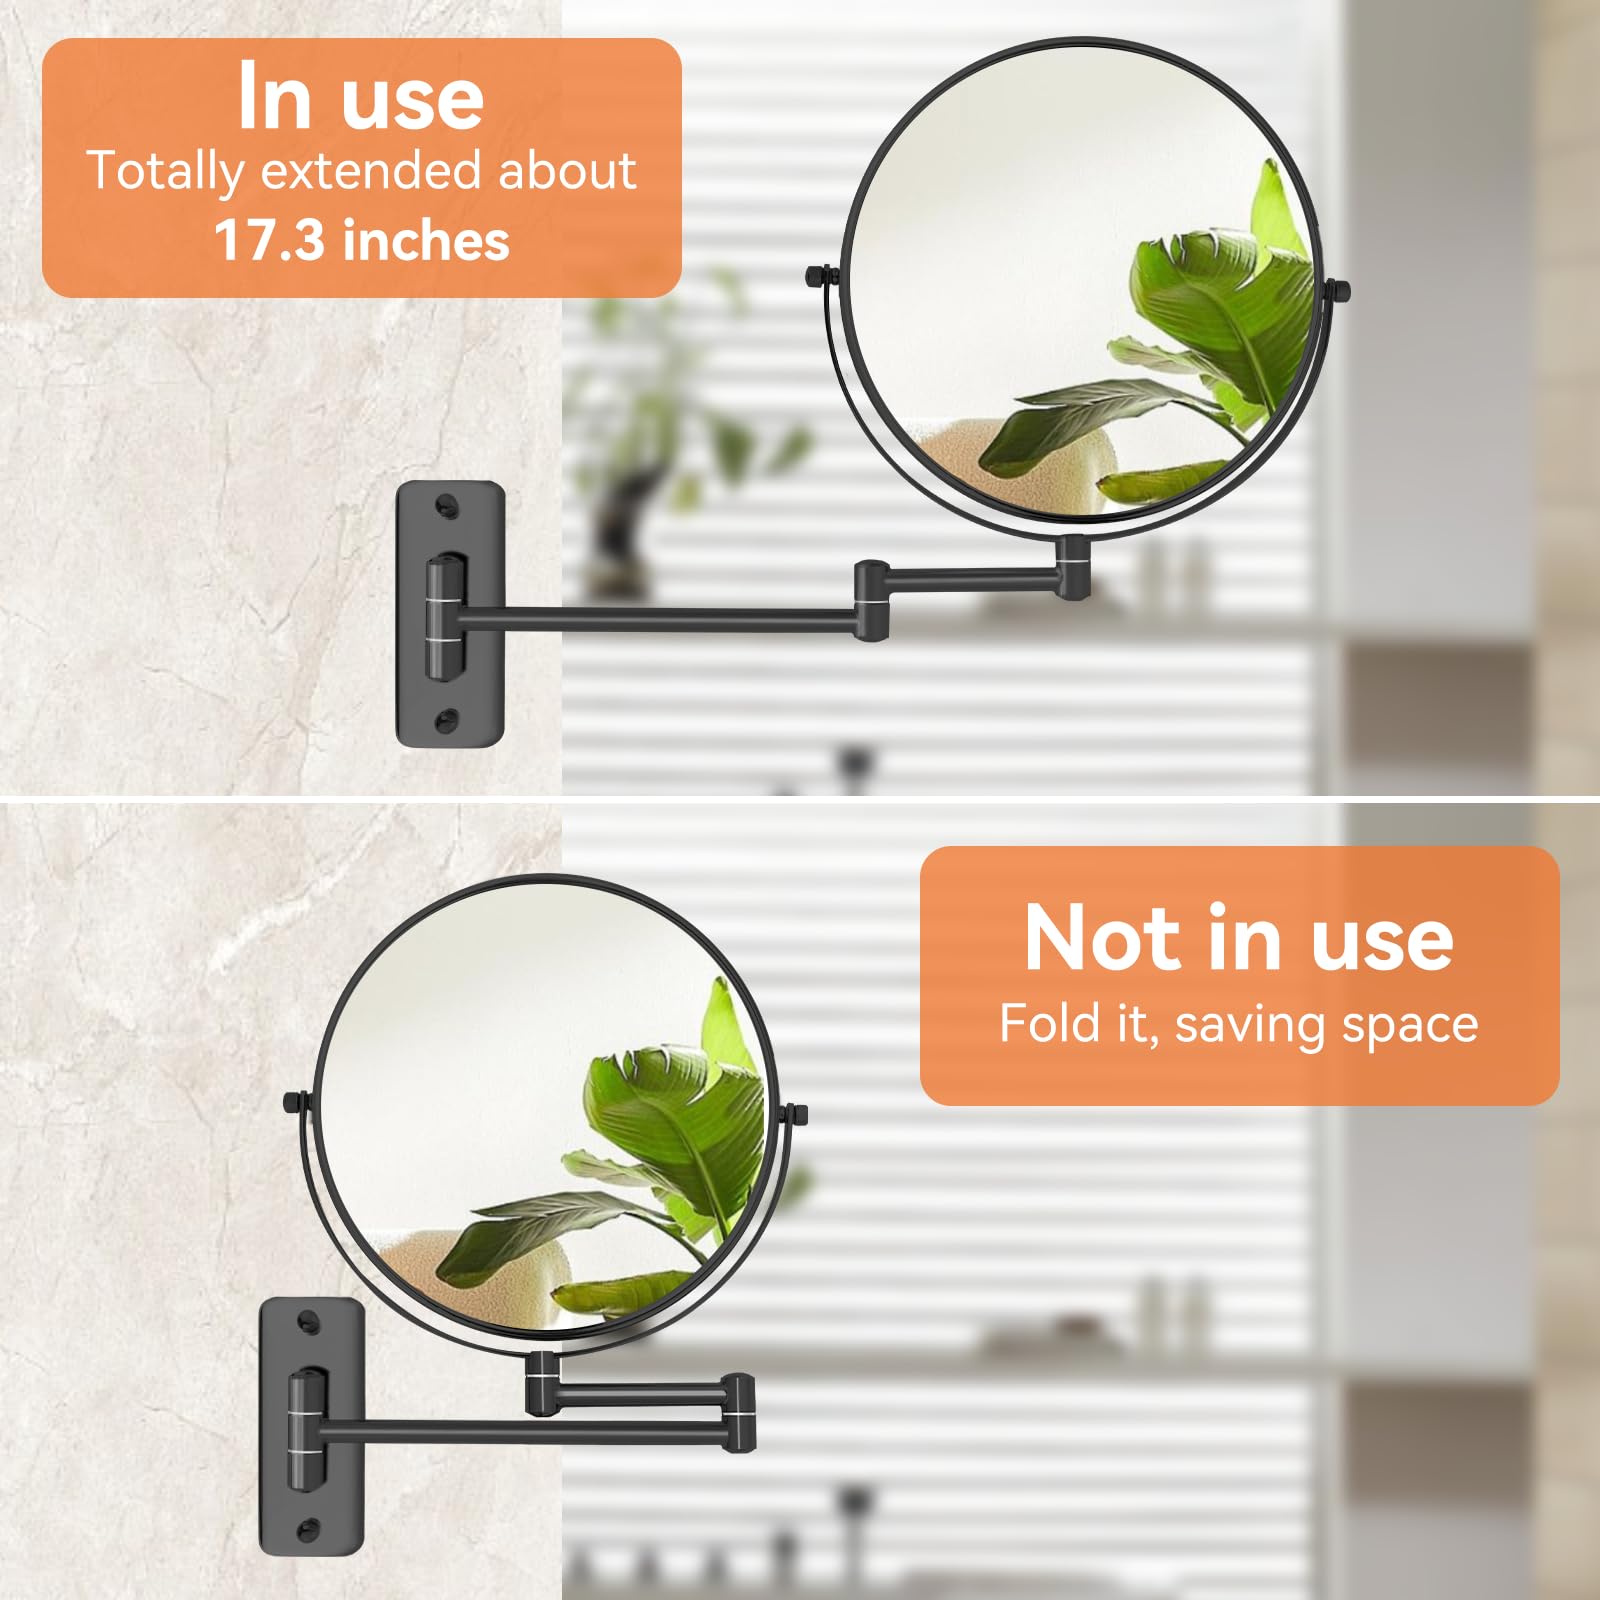 In use
Totally extended about
17.3 inches
Not in use
Fold it, saving space